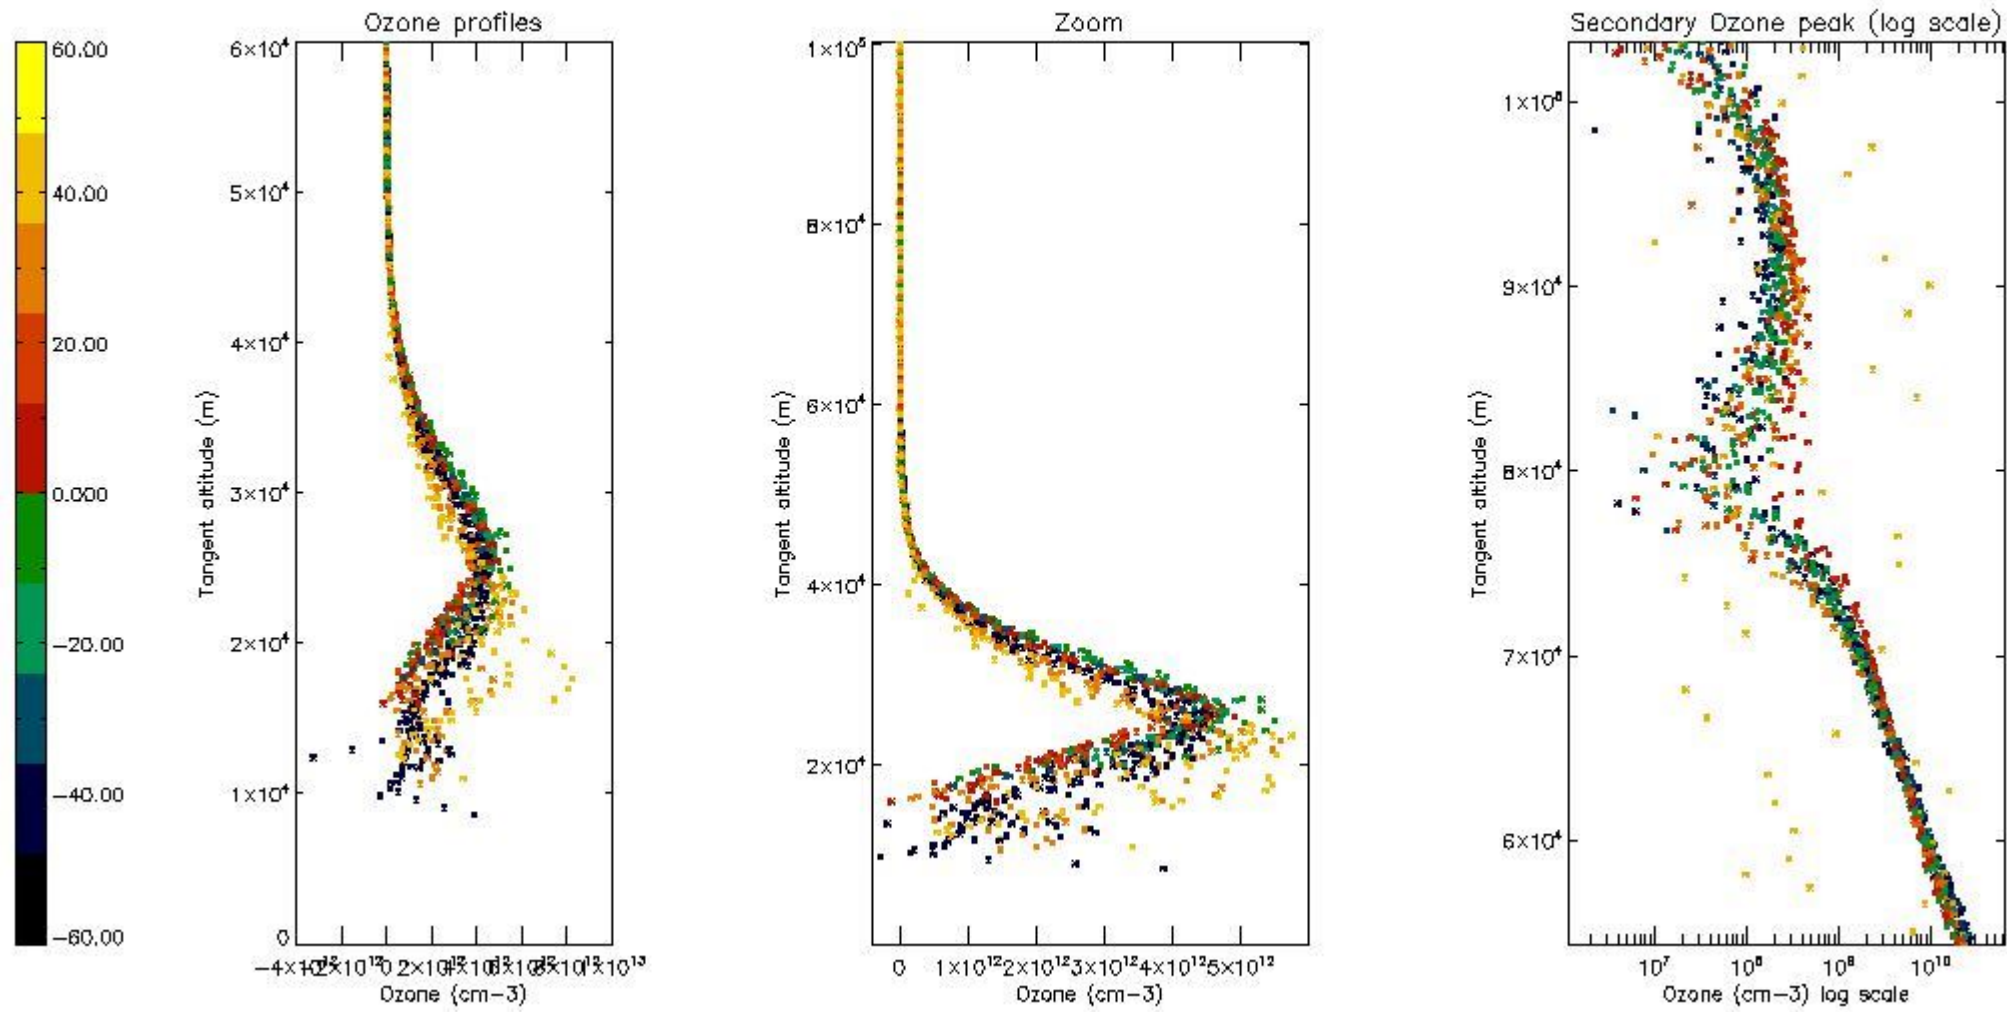 Ozone profiles
Zoom
Secondary Ozone peak (log scale)
60.00
40.00
20.00
-20.00
-40.00
-60.00
6×10⁴
5×10⁴
4×10⁴
3×10⁴
2×10⁴
1×10⁴
0
Tangent altitude (m)
Ozone (cm-3)
1×10⁵
8×10⁴
6×10⁴
4×10⁴
2×10⁴
Tangent altitude (m)
0 1×10¹² 2×10¹² 3×10¹² 4×10¹² 5×10¹²
Ozone (cm-3)
9×10⁴
8×10⁴
7×10⁴
6×10⁴
Tangent altitude (m)
10⁷ 10⁸ 10⁹ 10¹⁰
Ozone (cm-3) log scale